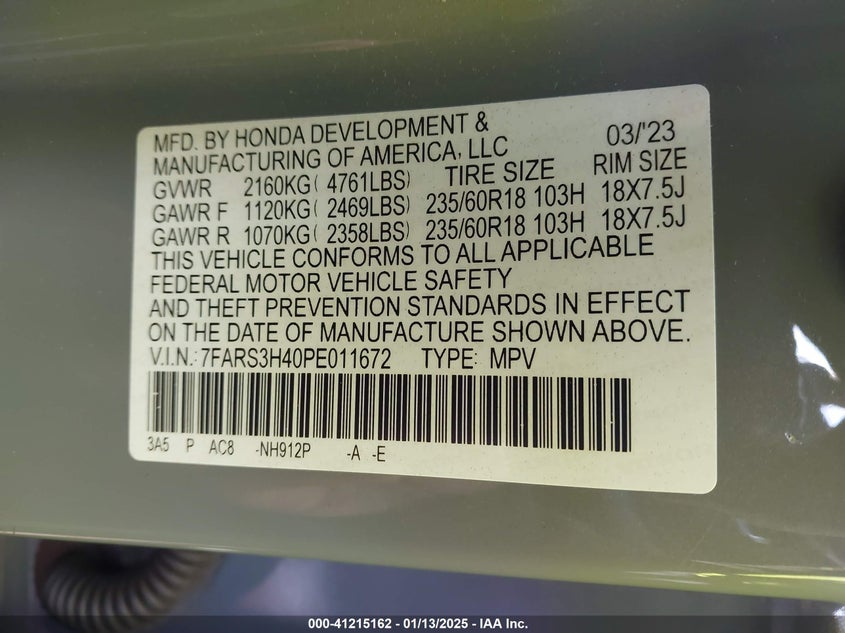 MFD. BY HONDA DEVELOPMENT & 03/'23
MANUFACTURING OF AMERICA, LLC RIM SIZE
GVWR 2160KG( 4761LBS) TIRE SIZE
GAWR F 1120KG( 2469LBS) 235/60R18 103H 18X7.5J
GAWR R 1070KG( 2358LBS) 235/60R18 103H 18X7.5J
THIS VEHICLE CONFORMS TO ALL APPLICABLE
FEDERAL MOTOR VEHICLE SAFETY
AND THEFT PREVENTION STANDARDS IN EFFECT
ON THE DATE OF MANUFACTURE SHOWN ABOVE.
V.I.N.: 7FARS3H40PE011672 TYPE: MPV
3A5 P AC8 -NH912P -A -E
000-41215162 - 01/13/2025 - IAA Inc.